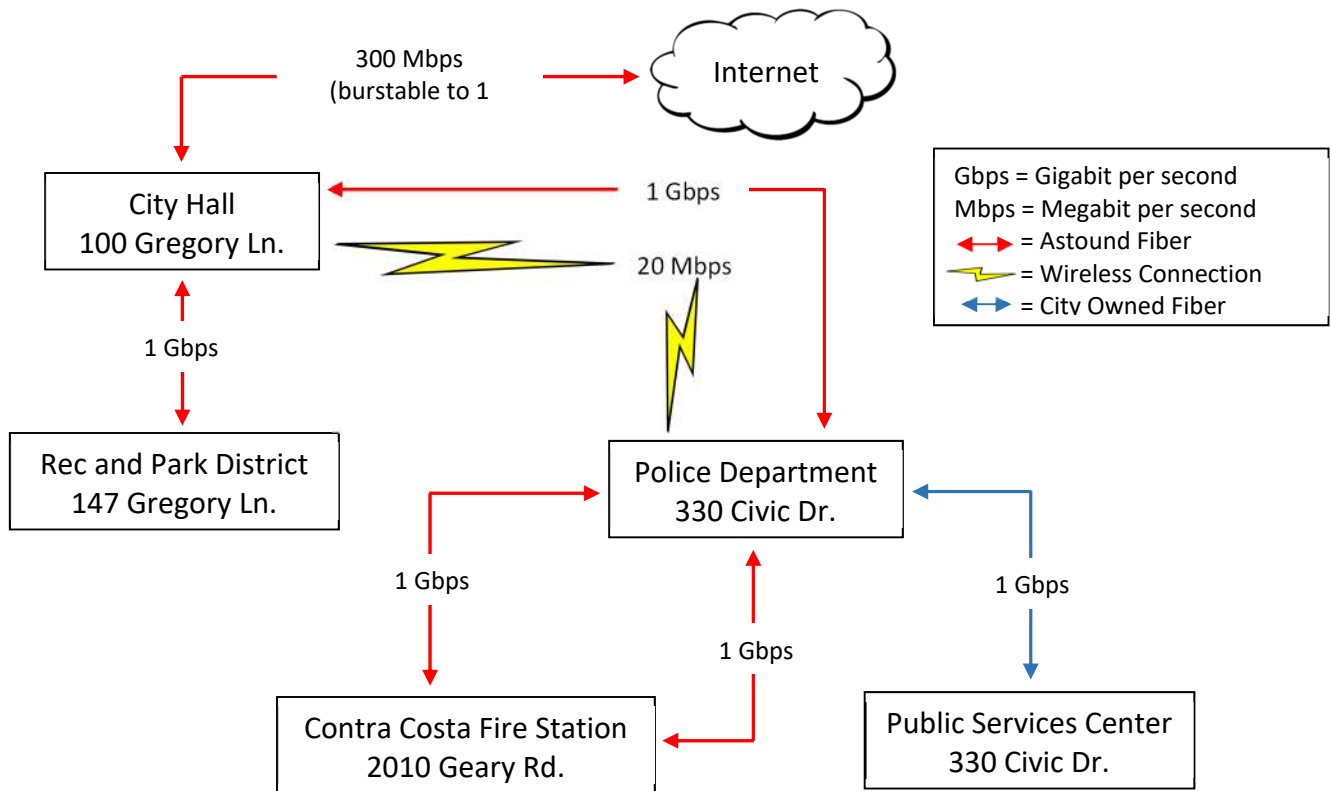 300 Mbps
(burstable to 1
Internet
Gbps = Gigabit per second
Mbps = Megabit per second
= Astound Fiber
= Wireless Connection
= City Owned Fiber
City Hall
100 Gregory Ln.
1 Gbps
20 Mbps
1 Gbps
Rec and Park District
147 Gregory Ln.
Police Department
330 Civic Dr.
1 Gbps
1 Gbps
1 Gbps
Contra Costa Fire Station
2010 Geary Rd.
Public Services Center
330 Civic Dr.